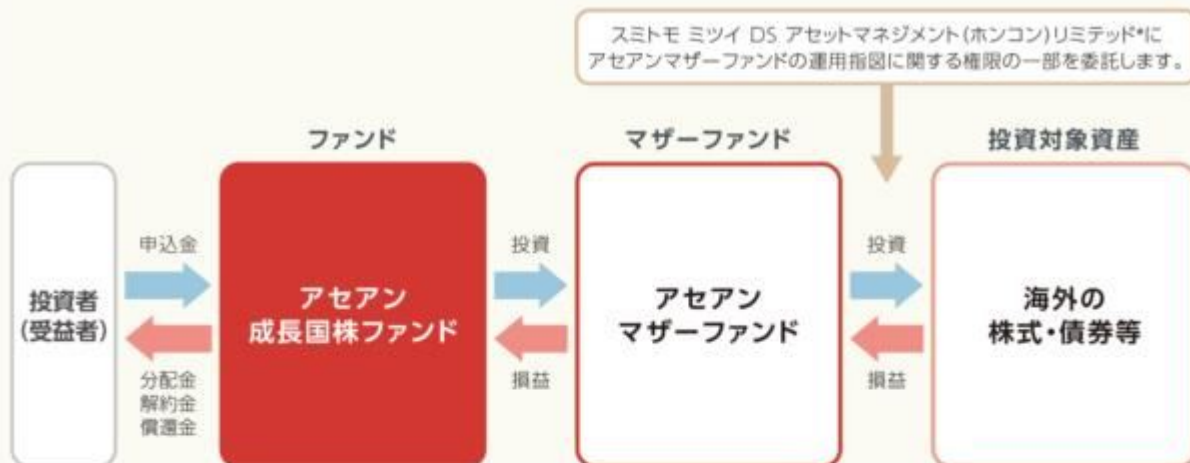 スミトモ ミツイ DS アセットマネジメント(ホンコン)リミテッド*に
アセアンマザーファンドの運用指図に関する権限の一部を委託します。
ファンド
マザーファンド
投資対象資産
投資者
(受益者)
申込金
分配金
解約金
償還金
アセアン
成長国株ファンド
投資
損益
アセアン
マザーファンド
投資
損益
海外の
株式・債券等